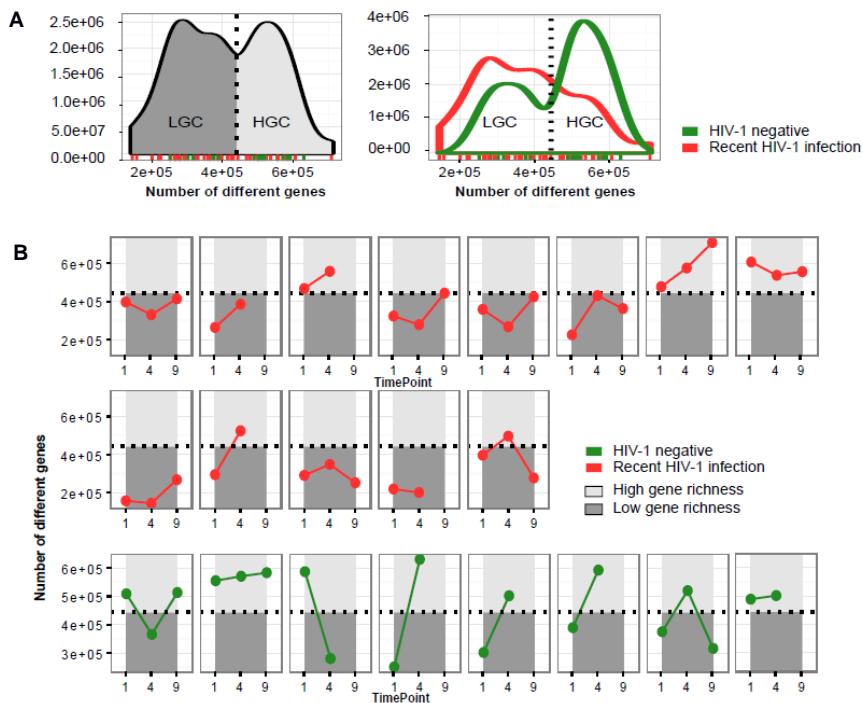 A
2.5e+06
2.0e+06
1.5e+06
1.0e+06
5.0e+07
0.0e+00
LGC
HGC
2e+05 4e+05 6e+05
Number of different genes
4e+06
3e+06
2e+06
1e+06
0e+00
LGC
HGC
2e+05 4e+05 6e+05
Number of different genes
HIV-1 negative
Recent HIV-1 infection
B
6e+05
4e+05
2e+05
1 4 9 1 4 9 1 4 9 1 4 9 1 4 9 1 4 9 1 4 9 1 4 9
TimePoint
6e+05
4e+05
2e+05
1 4 9 1 4 9 1 4 9 1 4 9 1 4 9
Number of different genes
HIV-1 negative
Recent HIV-1 infection
High gene richness
Low gene richness
6e+05
5e+05
4e+05
3e+05
1 4 9 1 4 9 1 4 9 1 4 9 1 4 9 1 4 9 1 4 9 1 4 9
TimePoint